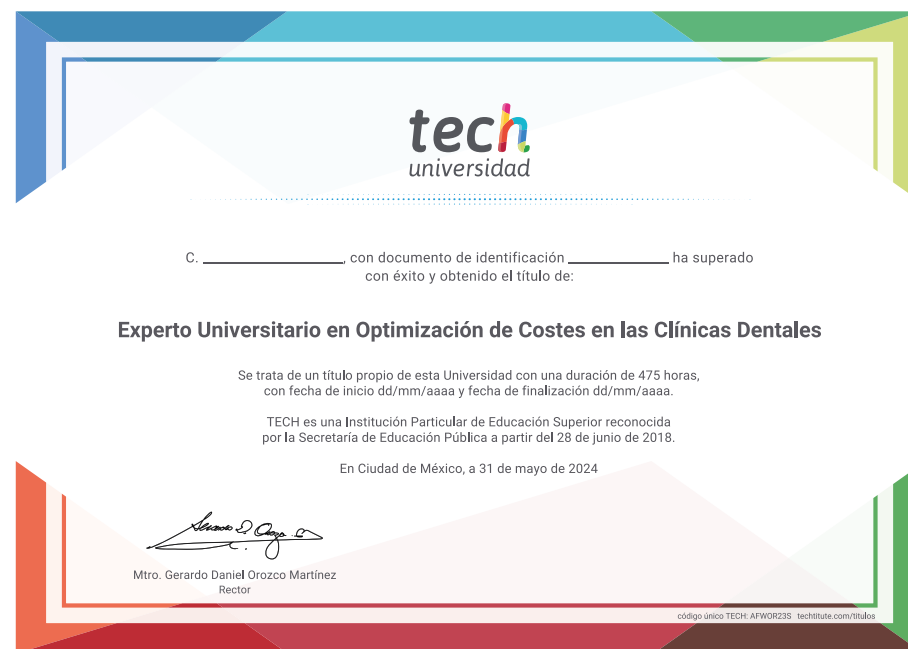 tech
universidad
C. ____________, con documento de identificación ____________ ha superado
con éxito y obtenido el título de:
Experto Universitario en Optimización de Costes en las Clínicas Dentales
Se trata de un título propio de esta Universidad con una duración de 475 horas,
con fecha de inicio dd/mm/aaaa y fecha de finalización dd/mm/aaaa.
TECH es una Institución Particular de Educación Superior reconocida
por la Secretaría de Educación Pública a partir del 28 de junio de 2018.
En Ciudad de México, a 31 de mayo de 2024
Mtro. Gerardo Daniel Orozco Martínez
Rector
código único TECH: AFWOR23S techtitute.com/titulos